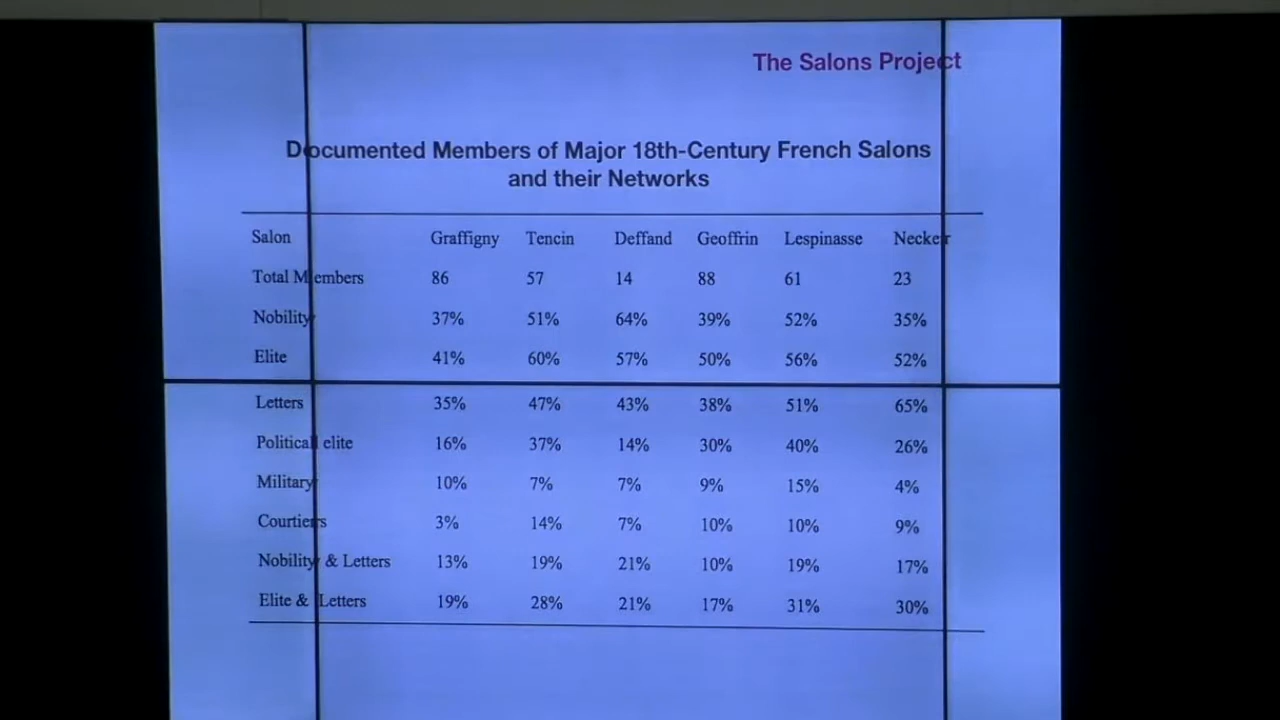 The Salons Project
Documented Members of Major 18th-Century French Salons
and their Networks
Salon Graffigny Tencin Deffand Geoffrin Lespinasse Necker
Total Members 86 57 14 88 61 23
Nobility 37% 51% 64% 39% 52% 35%
Elite 41% 60% 57% 50% 56% 52%
Letters 35% 47% 43% 38% 51% 65%
Political elite 16% 37% 14% 30% 40% 26%
Military 10% 7% 7% 9% 15% 4%
Courtiers 3% 14% 7% 10% 10% 9%
Nobility & Letters 13% 19% 21% 10% 19% 17%
Elite & Letters 19% 28% 21% 17% 31% 30%